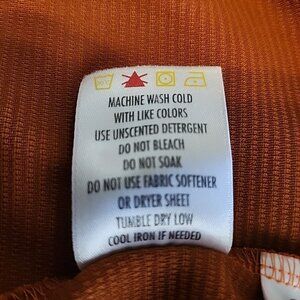 MACHINE WASH COLD
WITH LIKE COLORS
USE UNSCENTED DETERGENT
DO NOT BLEACH
DO NOT SOAK
DO NOT USE FABRIC SOFTENER
OR DRYER SHEET
TUMBLE DRY LOW
COOL IRON IF NEEDED